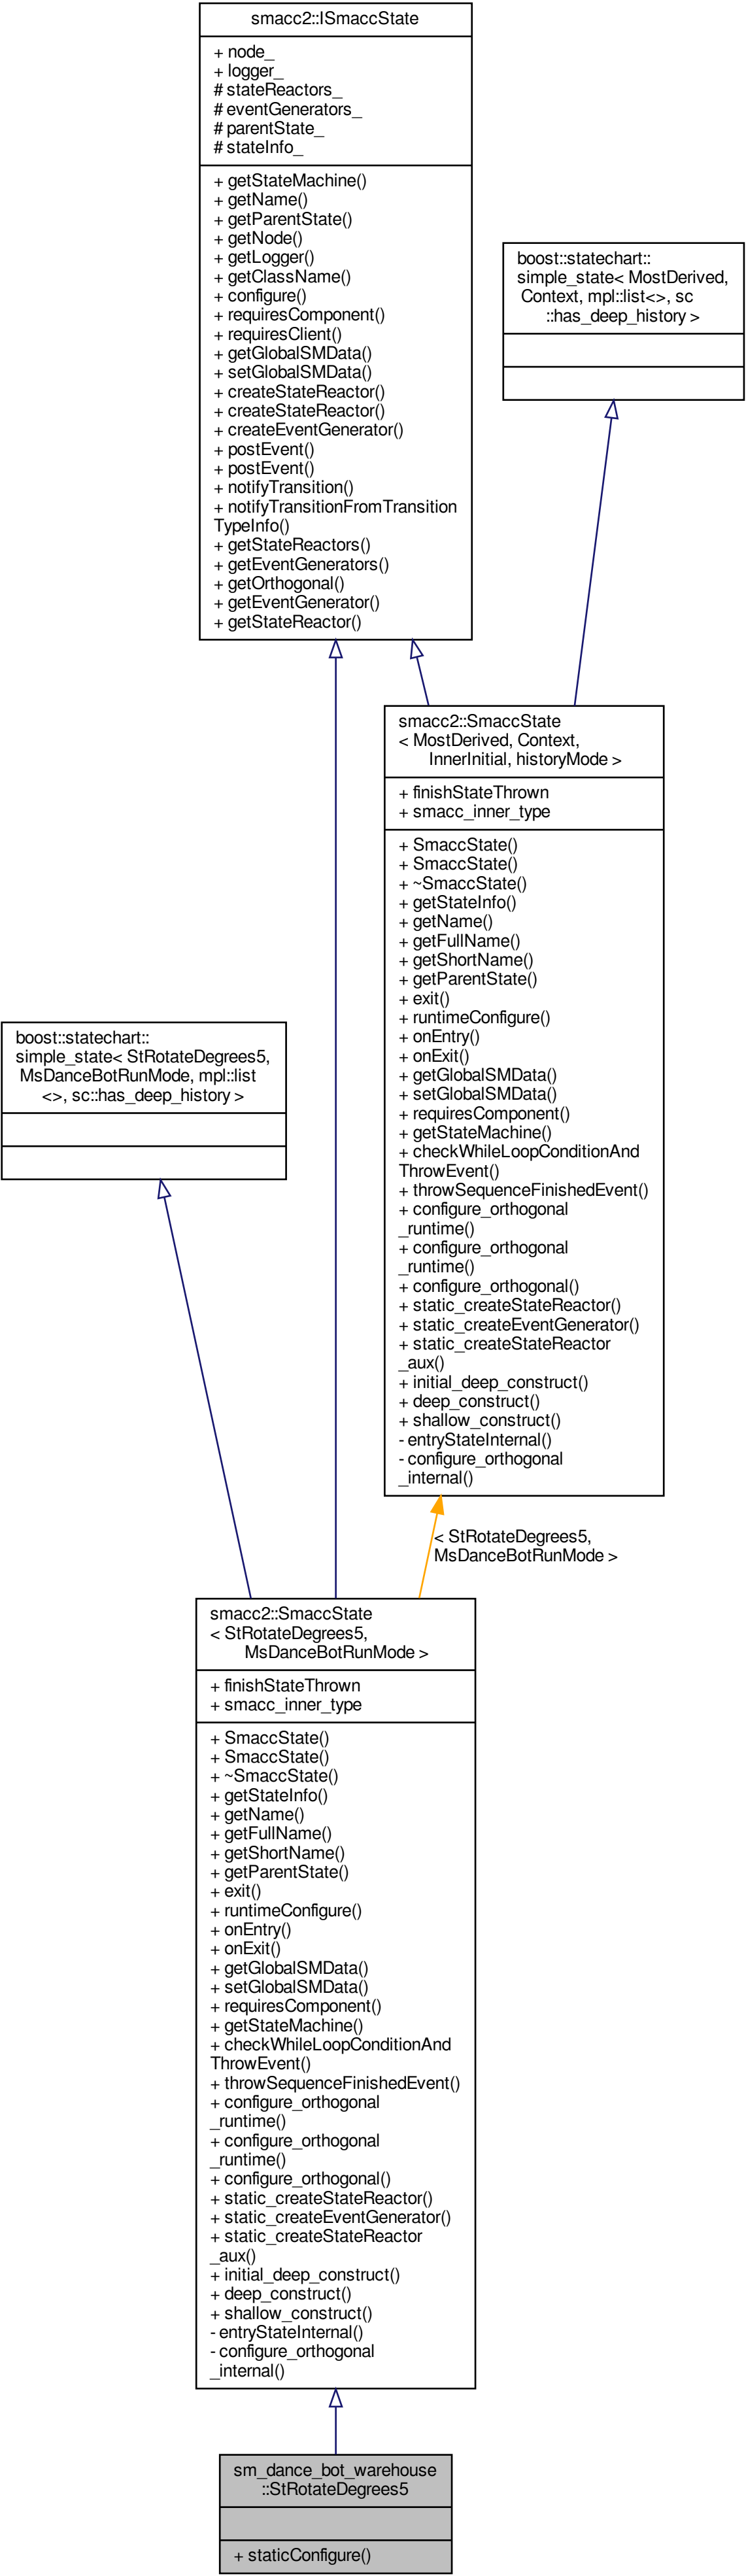 smacc2::ISmaccState
+ node_
+ logger_
# stateReactors_
# eventGenerators_
# parentState_
# stateInfo_
+ getStateMachine()
+ getName()
+ getParentState()
+ getNode()
+ getLogger()
+ getClassName()
+ configure()
+ requiresComponent()
+ requiresClient()
+ getGlobalSMData()
+ setGlobalSMData()
+ createStateReactor()
+ createStateReactor()
+ createEventGenerator()
+ postEvent()
+ postEvent()
+ notifyTransition()
+ notifyTransitionFromTransition
TypeInfo()
+ getStateReactors()
+ getEventGenerators()
+ getOrthogonal()
+ getEventGenerator()
+ getStateReactor()
boost::statechart::
simple_state< MostDerived,
Context, mpl::list<>, sc
::has_deep_history >
smacc2::SmaccState
< MostDerived, Context,
InnerInitial, historyMode >
+ finishStateThrown
+ smacc_inner_type
+ SmaccState()
+ SmaccState()
+ ~SmaccState()
+ getStateInfo()
+ getName()
+ getFullName()
+ getShortName()
+ getParentState()
+ exit()
+ runtimeConfigure()
+ onEntry()
+ onExit()
+ getGlobalSMData()
+ setGlobalSMData()
+ requiresComponent()
+ getStateMachine()
+ checkWhileLoopConditionAnd
ThrowEvent()
+ throwSequenceFinishedEvent()
+ configure_orthogonal
_runtime()
+ configure_orthogonal
_runtime()
+ configure_orthogonal()
+ static_createStateReactor()
+ static_createEventGenerator()
+ static_createStateReactor
_aux()
+ initial_deep_construct()
+ deep_construct()
+ shallow_construct()
- entryStateInternal()
- configure_orthogonal
_internal()
boost::statechart::
simple_state< StRotateDegrees5,
MsDanceBotRunMode, mpl::list
<>, sc::has_deep_history >
< StRotateDegrees5,
MsDanceBotRunMode >
smacc2::SmaccState
< StRotateDegrees5,
MsDanceBotRunMode >
+ finishStateThrown
+ smacc_inner_type
+ SmaccState()
+ SmaccState()
+ ~SmaccState()
+ getStateInfo()
+ getName()
+ getFullName()
+ getShortName()
+ getParentState()
+ exit()
+ runtimeConfigure()
+ onEntry()
+ onExit()
+ getGlobalSMData()
+ setGlobalSMData()
+ requiresComponent()
+ getStateMachine()
+ checkWhileLoopConditionAnd
ThrowEvent()
+ throwSequenceFinishedEvent()
+ configure_orthogonal
_runtime()
+ configure_orthogonal
_runtime()
+ configure_orthogonal()
+ static_createStateReactor()
+ static_createEventGenerator()
+ static_createStateReactor
_aux()
+ initial_deep_construct()
+ deep_construct()
+ shallow_construct()
- entryStateInternal()
- configure_orthogonal
_internal()
sm_dance_bot_warehouse
::StRotateDegrees5
+ staticConfigure()